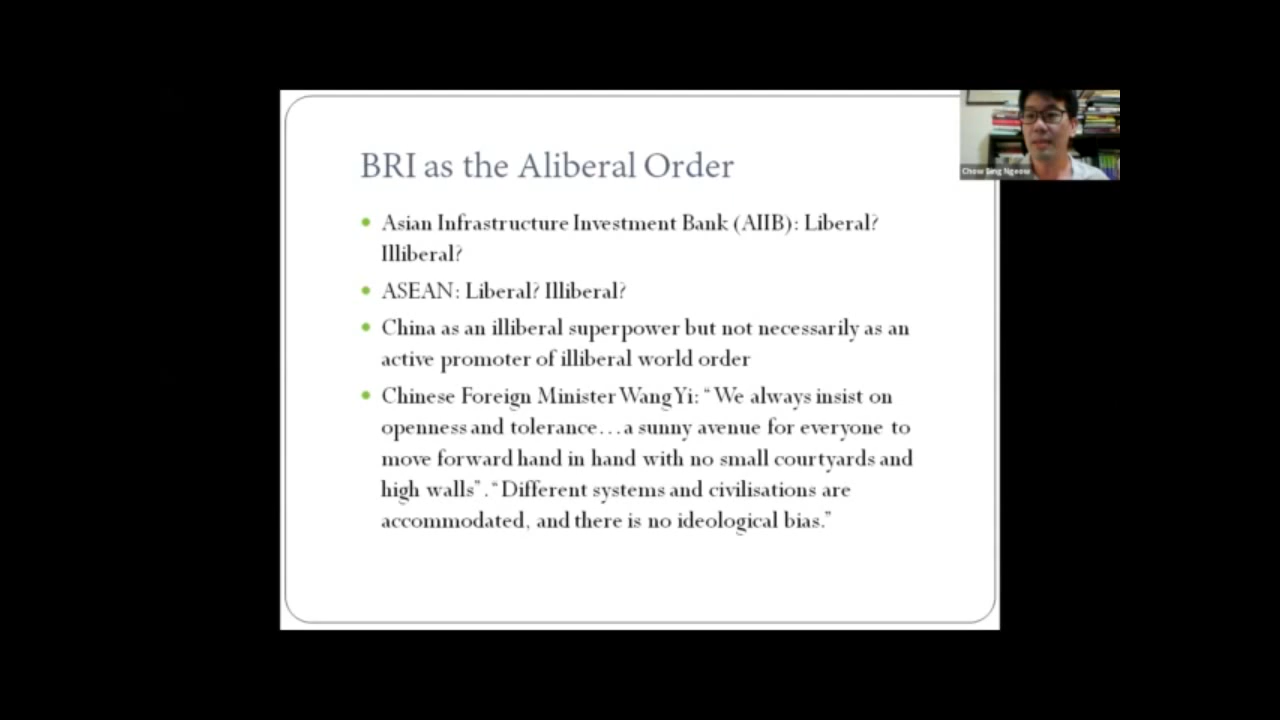 BRI as the Aliberal Order
Asian Infrastructure Investment Bank (AIIB): Liberal?
Illiberal?
ASEAN: Liberal? Illiberal?
China as an illiberal superpower but not necessarily as an
active promoter of illiberal world order
Chinese Foreign Minister Wang Yi: “We always insist on
openness and tolerance…a sunny avenue for everyone to
move forward hand in hand with no small courtyards and
high walls”. “Different systems and civilisations are
accommodated, and there is no ideological bias.”
Chow Bing Ngeow